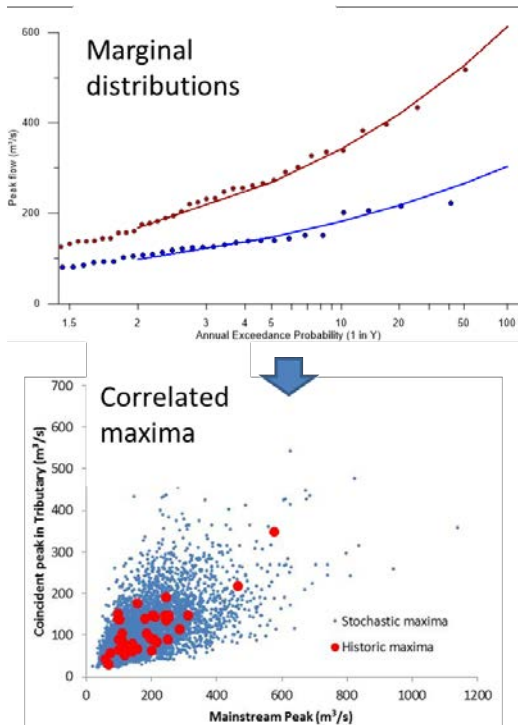 Marginal
distributions
600
400
200
0
Peak flow (m³/s)
1.5 2 3 4 5 10 20 50 100
Annual Exceedance Probability (1 in Y)
Correlated
maxima
700
600
500
400
300
200
100
0
Coincident peak in Tributary (m³/s)
Stochastic maxima
Historic maxima
0 200 400 600 800 1000 1200
Mainstream Peak (m³/s)